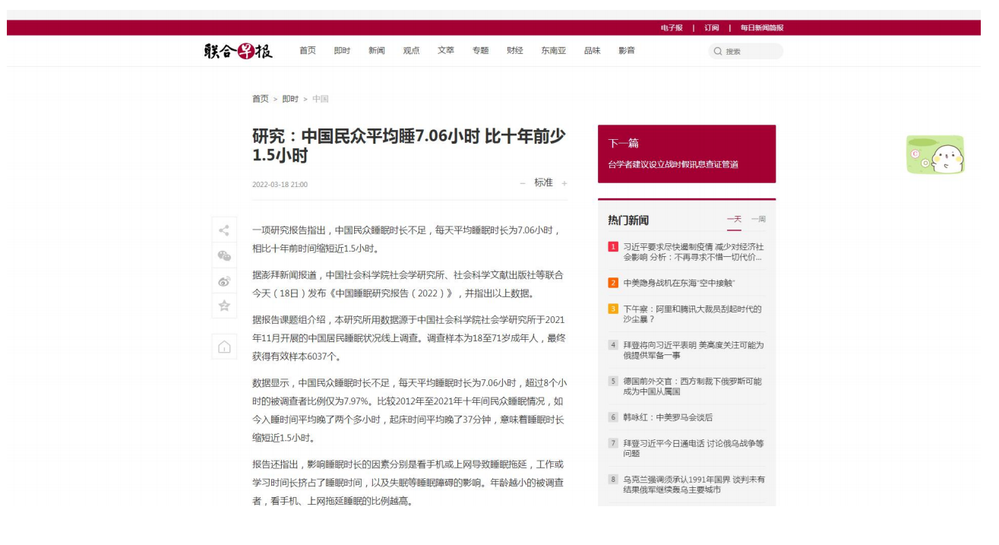 电子报 | 订阅 | 每日新闻简报
联合早报 首页 即时 新闻 观点 文萃 专题 财经 东南亚 品味 影音 搜索
首页 > 即时 > 中国
研究：中国民众平均睡7.06小时 比十年前少
1.5小时
2022-03-18 21:00
－ 标准 +
一项研究报告指出，中国民众睡眠时长不足，每天平均睡眠时长为7.06小时，
相比十年前时间缩短近1.5小时。
据澎拜新闻报道，中国社会科学院社会学研究所、社会科学文献出版社等联合
今天（18日）发布《中国睡眠研究报告（2022）》，并指出以上数据。
据报告课题组介绍，本研究所用数据源于中国社会科学院社会学研究所于2021
年11月开展的中国居民睡眠状况线上调查。调查样本为18至71岁成年人，最终
获得有效样本6037个。
数据显示，中国民众睡眠时长不足，每天平均睡眠时长为7.06小时，超过8个小
时的被调查者比例仅为7.97%。比较2012年至2021年十年间民众睡眠情况，如
今入睡时间平均晚了两个多小时，起床时间平均晚了37分钟，意味着睡眠时长
缩短近1.5小时。
报告还指出，影响睡眠时长的因素分别是看手机或上网导致睡眠拖延，工作或
学习时间长挤占了睡眠时间，以及失眠等睡眠障碍的影响。年龄越小的被调查
者，看手机、上网拖延睡眠的比例越高。
下一篇
台学者建议设立战时假讯息查证管道
热门新闻 一天 一周
1 习近平要求尽快遏制疫情 减少对经济社
会影响 分析：不再寻求不惜一切代价...
2 中美隐身战机在东海“空中接触”
3 下午察：阿里和腾讯大裁员刮起时代的
沙尘暴？
4 拜登将向习近平表明 美高度关注可能为
俄提供军备一事
5 德国前外交官：西方制裁下俄罗斯可能
成为中国从属国
6 韩咏红：中美罗马会谈后
7 拜登习近平今日通电话 讨论俄乌战争等
问题
8 乌克兰强调须承认1991年国界 谈判未有
结果俄军继续轰乌主要城市